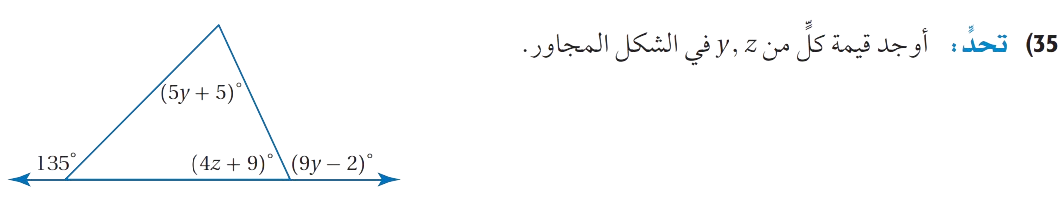 35) تحدٍّ: أوجد قيمة كلٍّ من y, z في الشكل المجاور.
(5y + 5)°
135° (4z + 9)° (9y − 2)°